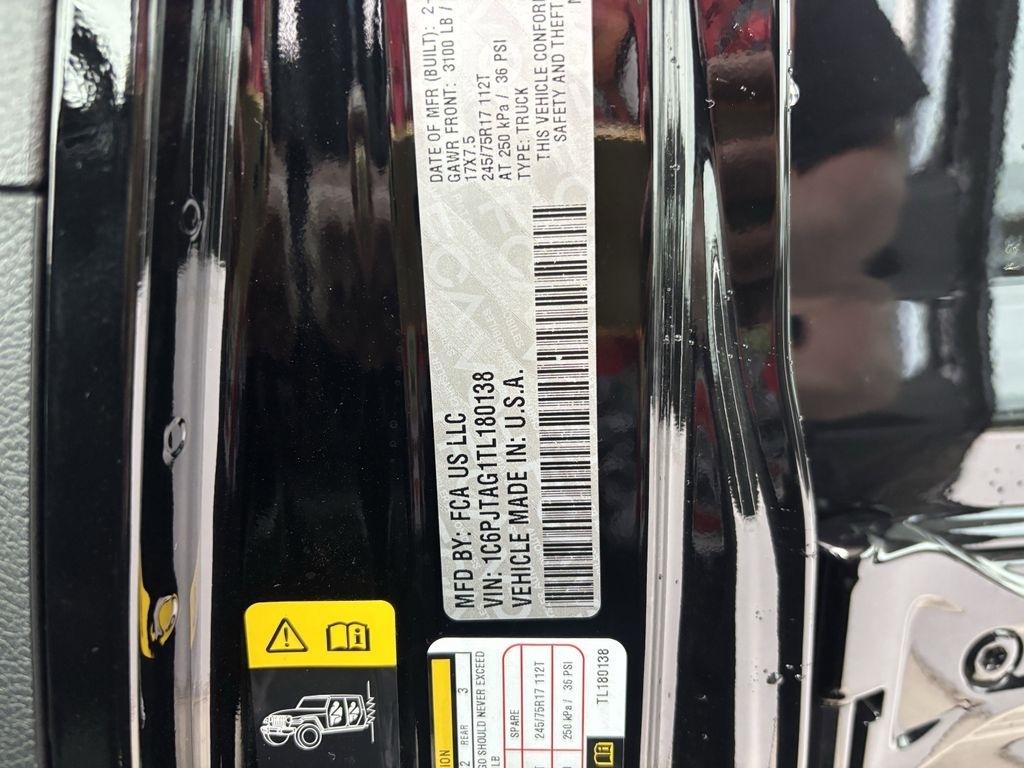 MFD BY: FCA US LLC
VIN: 1C6PJTAG1TL180138
VEHICLE MADE IN: U.S.A.
DATE OF MFR (BUILT): 2-
GAWR FRONT: 3100 LB /
17X7.5
245/75R17 112T
AT 250 kPa / 36 PSI
TYPE: TRUCK
THIS VEHICLE
SAFETY AND THEFT
2 REAR 3
SHOULD NEVER EXCEED
LB
SPARE
245/75R17 112T
250 kPa / 36 PSI
TL180138